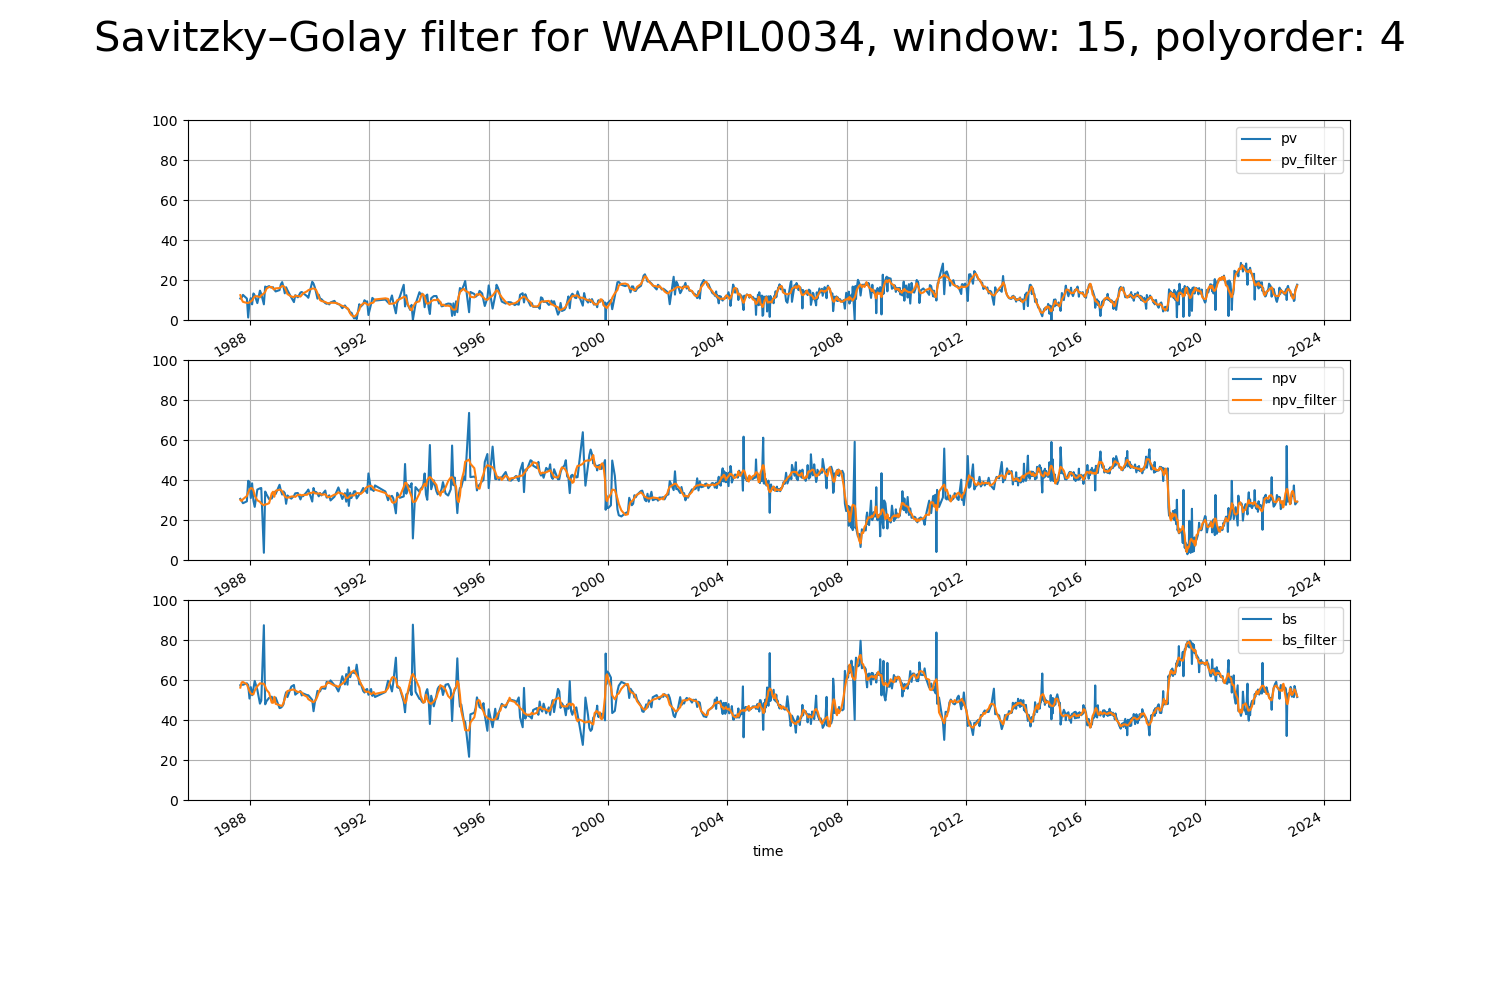 Savitzky–Golay filter for WAAPIL0034, window: 15, polyorder: 4
100
80
60
40
20
0
pv
pv_filter
1988 1992 1996 2000 2004 2008 2012 2016 2020 2024
100
80
60
40
20
0
npv
npv_filter
1988 1992 1996 2000 2004 2008 2012 2016 2020 2024
100
80
60
40
20
0
bs
bs_filter
1988 1992 1996 2000 2004 2008 2012 2016 2020 2024
time